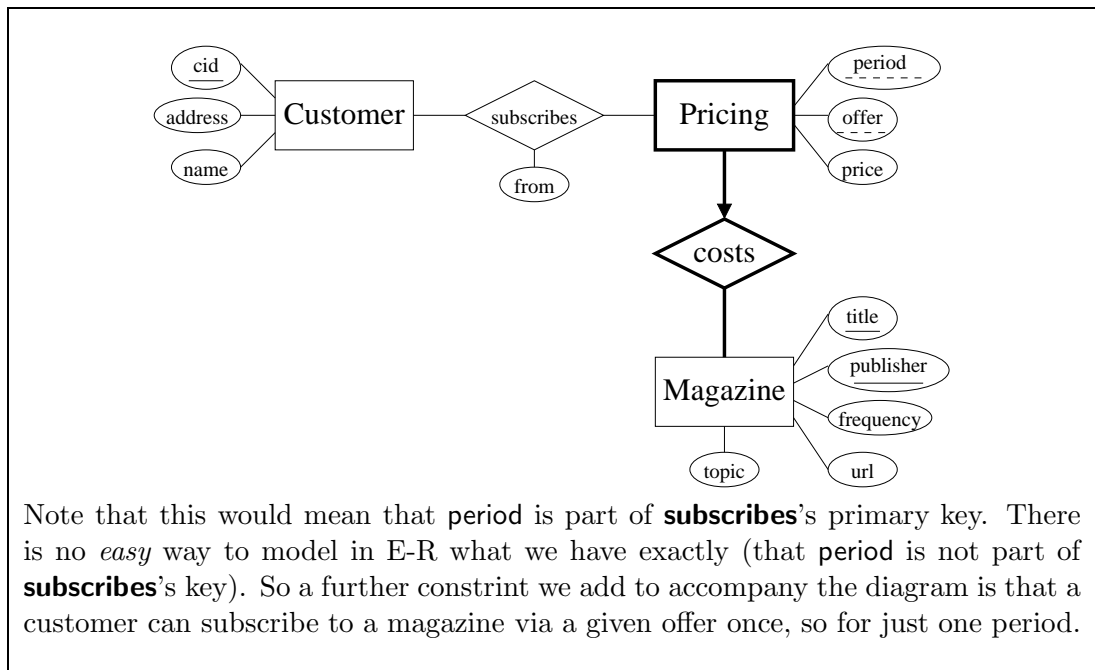 cid
period
address
Customer
subscribes
Pricing
offer
name
from
price
costs
title
publisher
Magazine
frequency
topic
url
Note that this would mean that period is part of subscribes's primary key. There
is no easy way to model in E-R what we have exactly (that period is not part of
subscribes's key). So a further constrint we add to accompany the diagram is that a
customer can subscribe to a magazine via a given offer once, so for just one period.